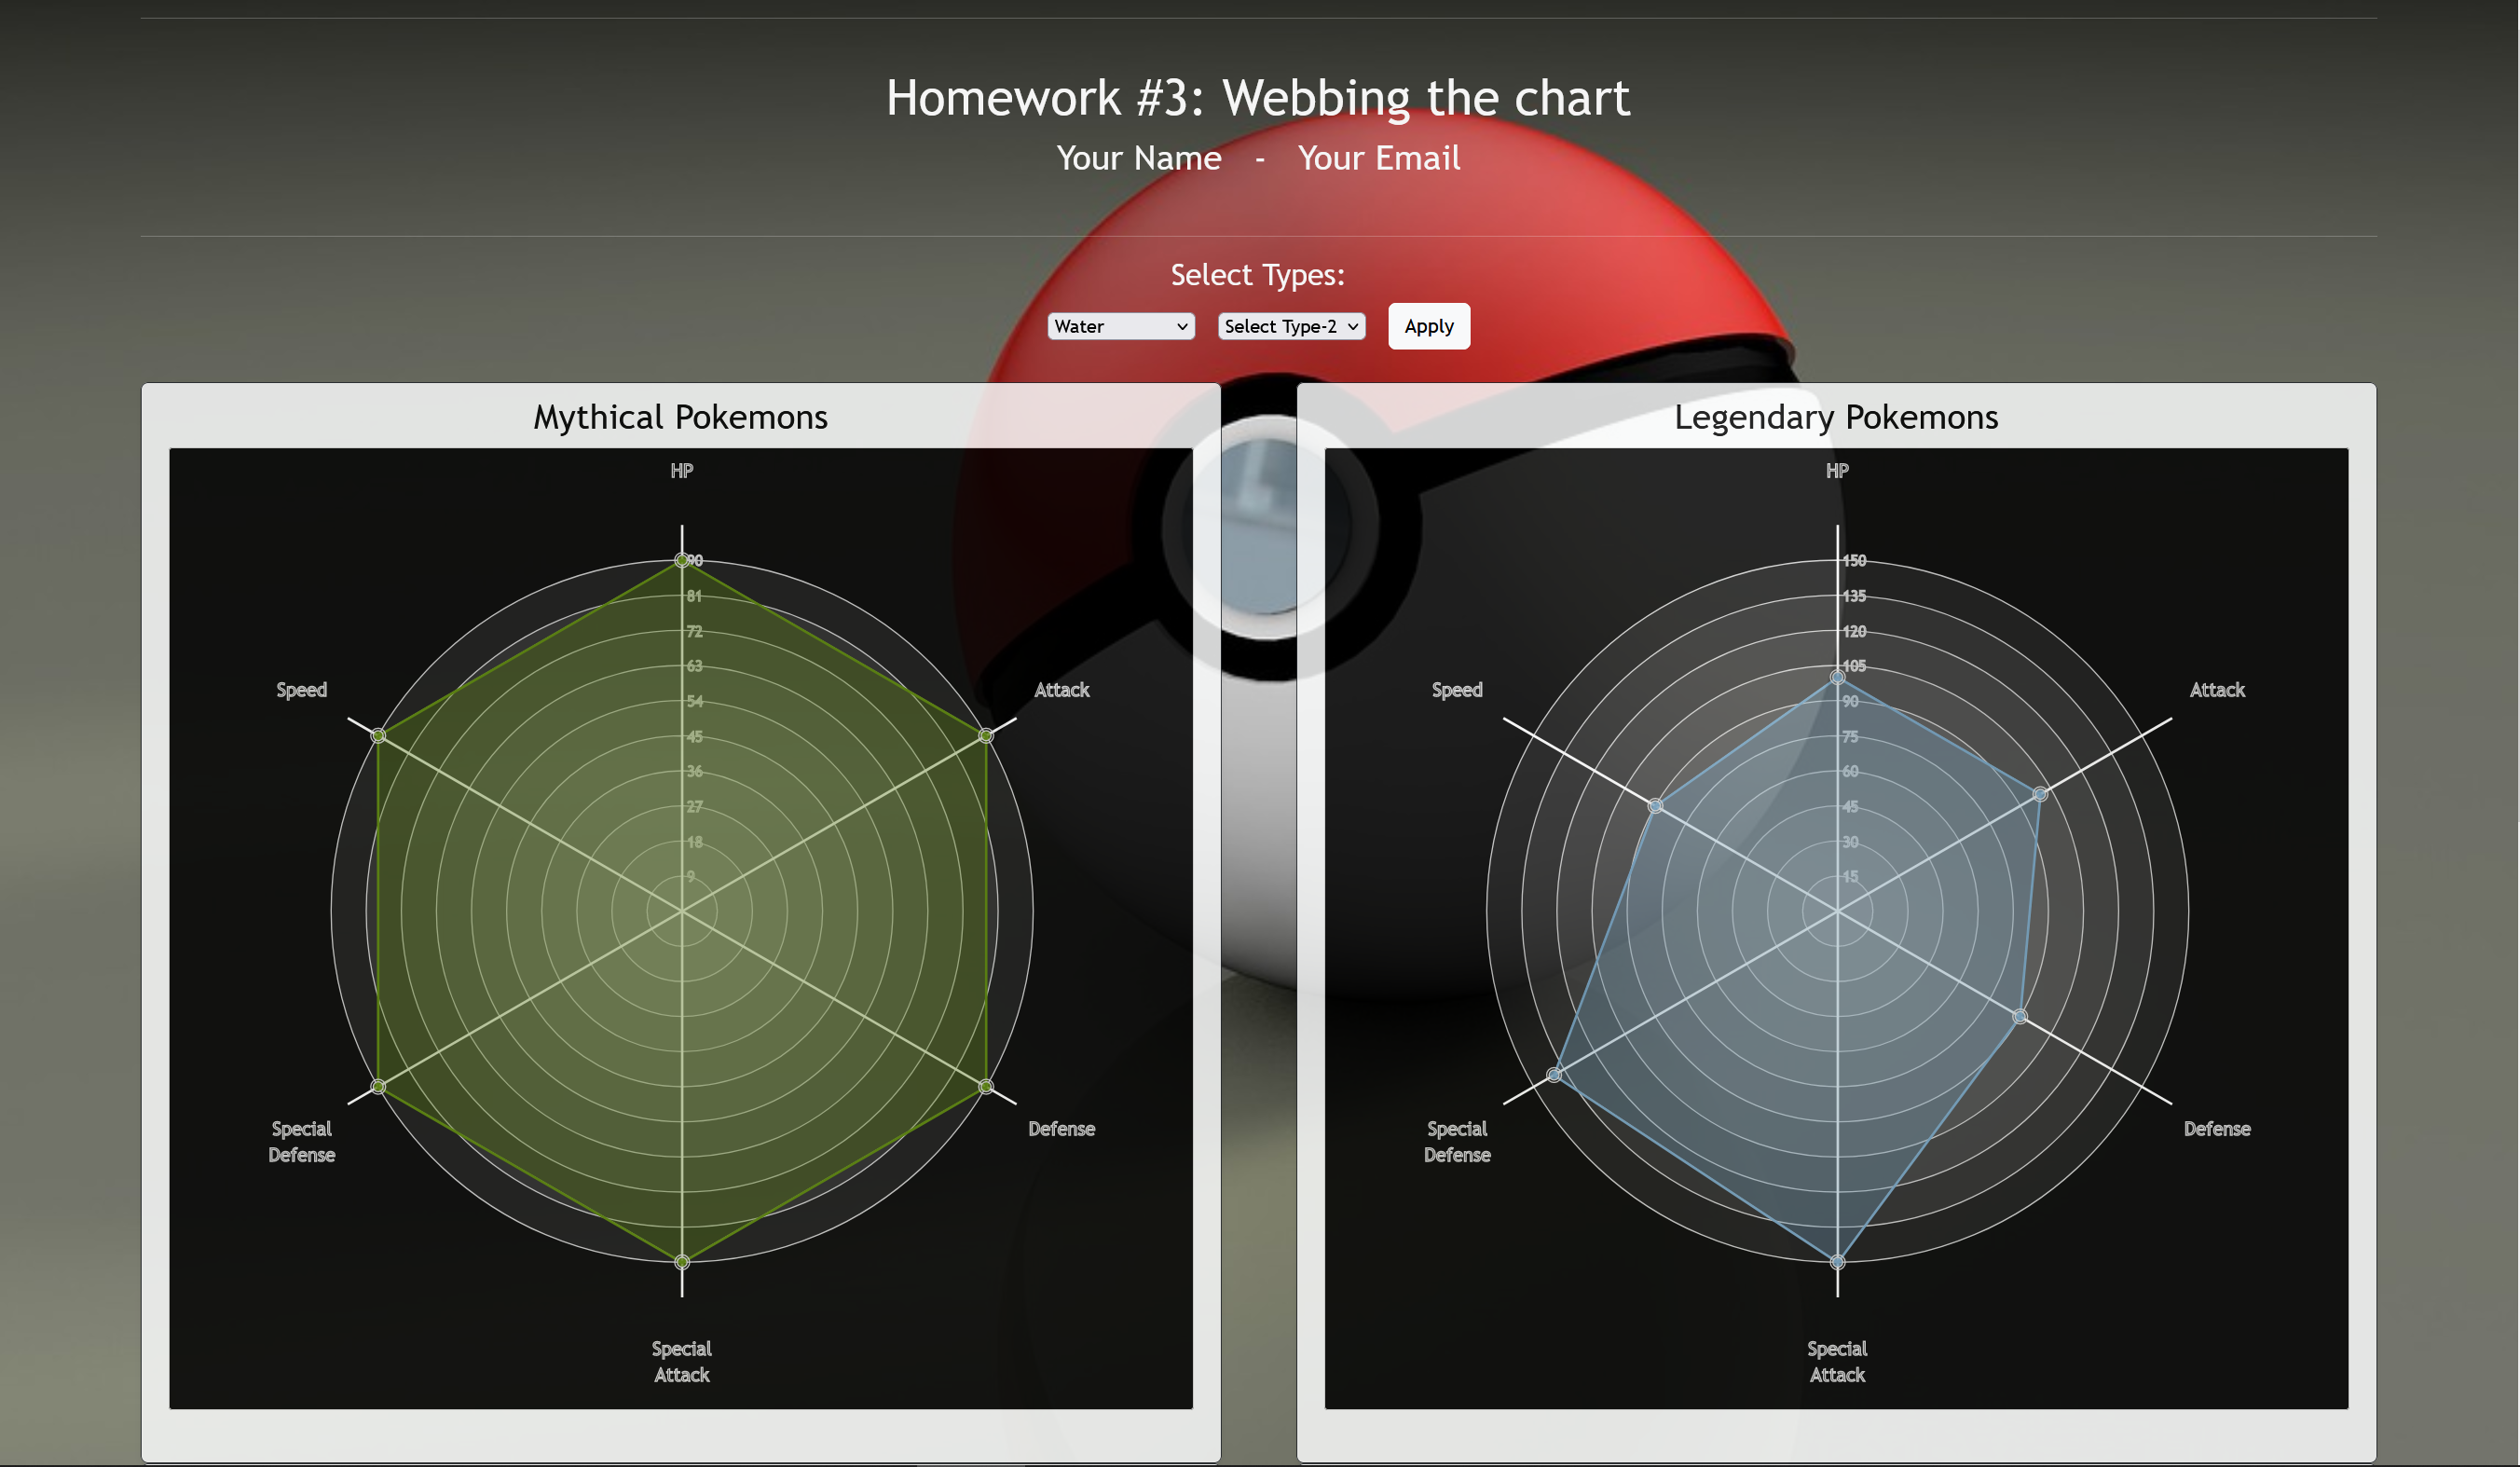 Homework #3: Webbing the chart
Your Name - Your Email
Select Types:
Water
Select Type-2
Apply
Mythical Pokemons
HP
90
81
72
63
54
45
36
27
18
9
Speed
Attack
Special
Defense
Defense
Special
Attack
Legendary Pokemons
HP
150
135
120
105
90
75
60
45
30
15
Speed
Attack
Special
Defense
Defense
Special
Attack